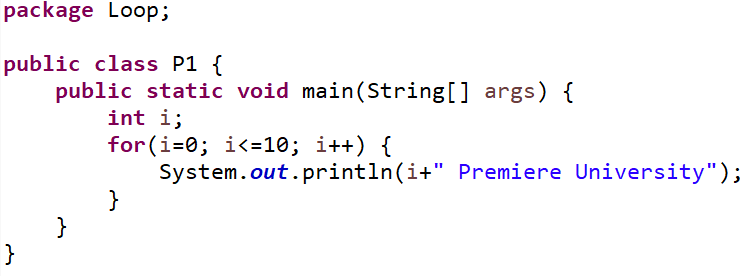 package Loop;
public class P1 {
public static void main(String[] args) {
int i;
for(i=0; i<=10; i++) {
System.out.println(i+" Premiere University");
}
}
}